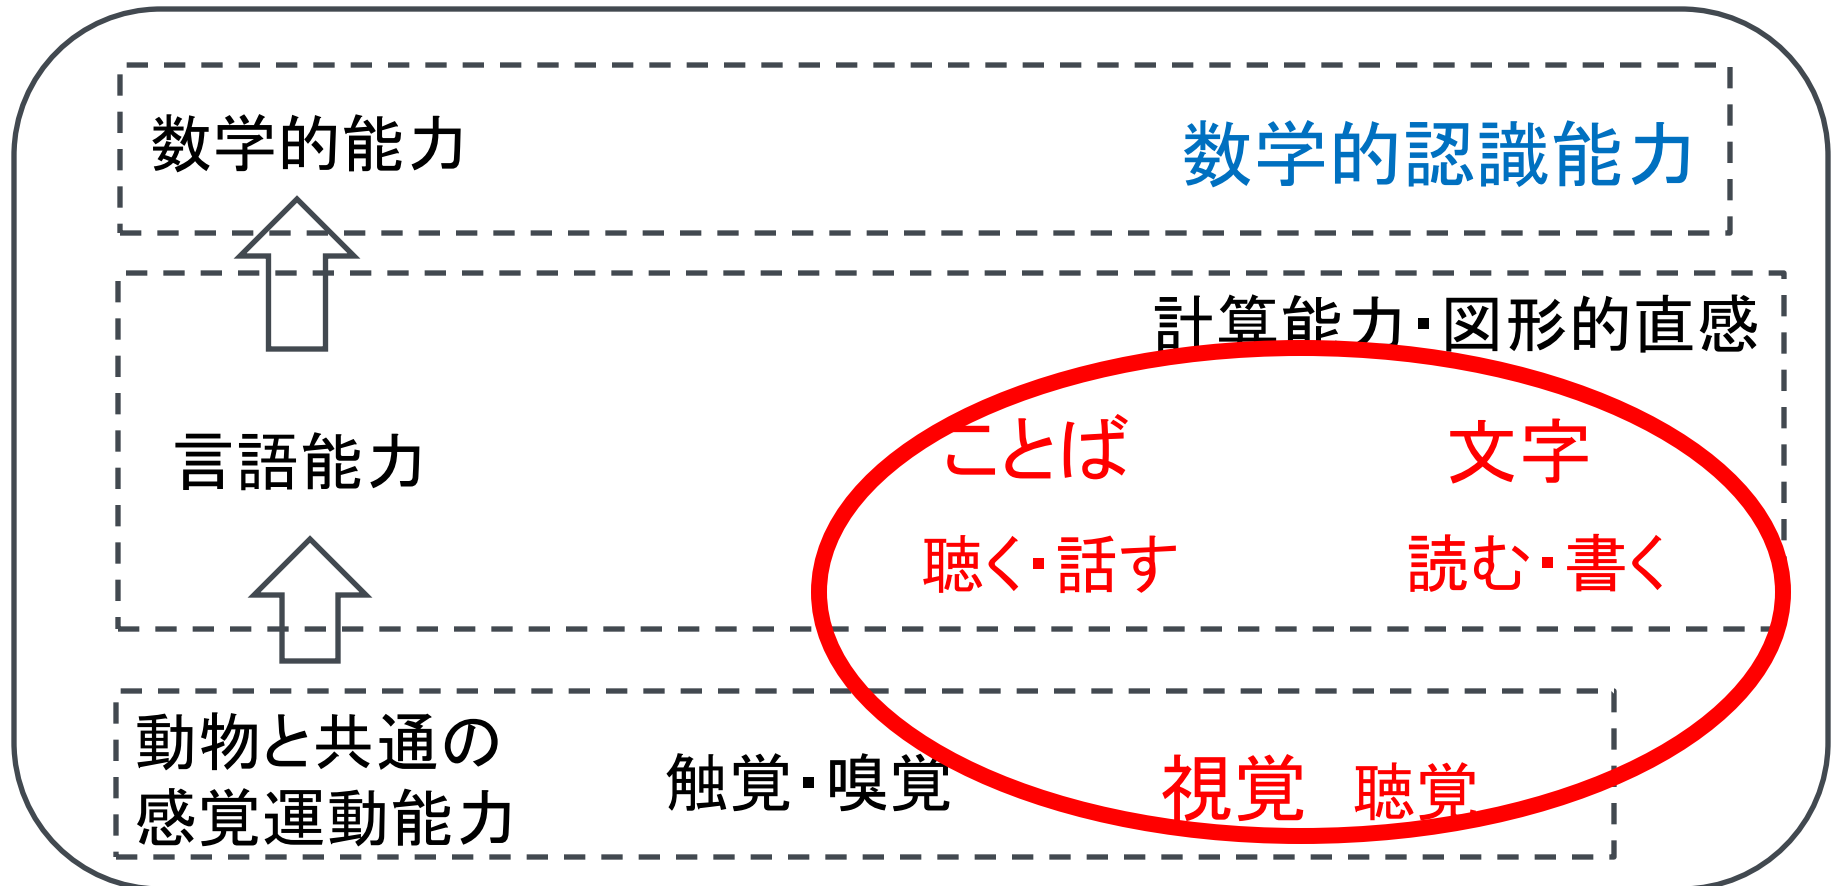 数学的能力
数学的認識能力
計算能力・図形的直感
言語能力
ことば
文字
聴く・話す
読む・書く
動物と共通の
感覚運動能力
触覚・嗅覚
視覚
聴覚